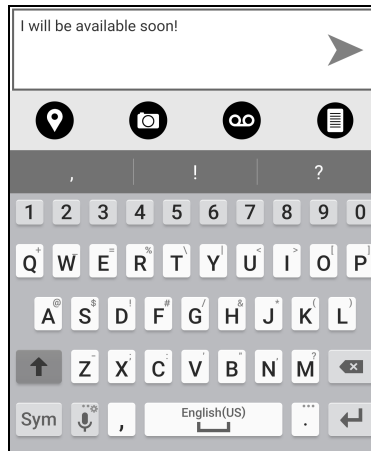 I will be available soon!
, ! ?
1 2 3 4 5 6 7 8 9 0
+ _ = % \ | < > [ ]
Q W E R T Y U I O P
@ $ ! # / & * ( )
A S D F G H J K L
- ' : ' " , ?
Z X C V B N M
Sym , English(US) .